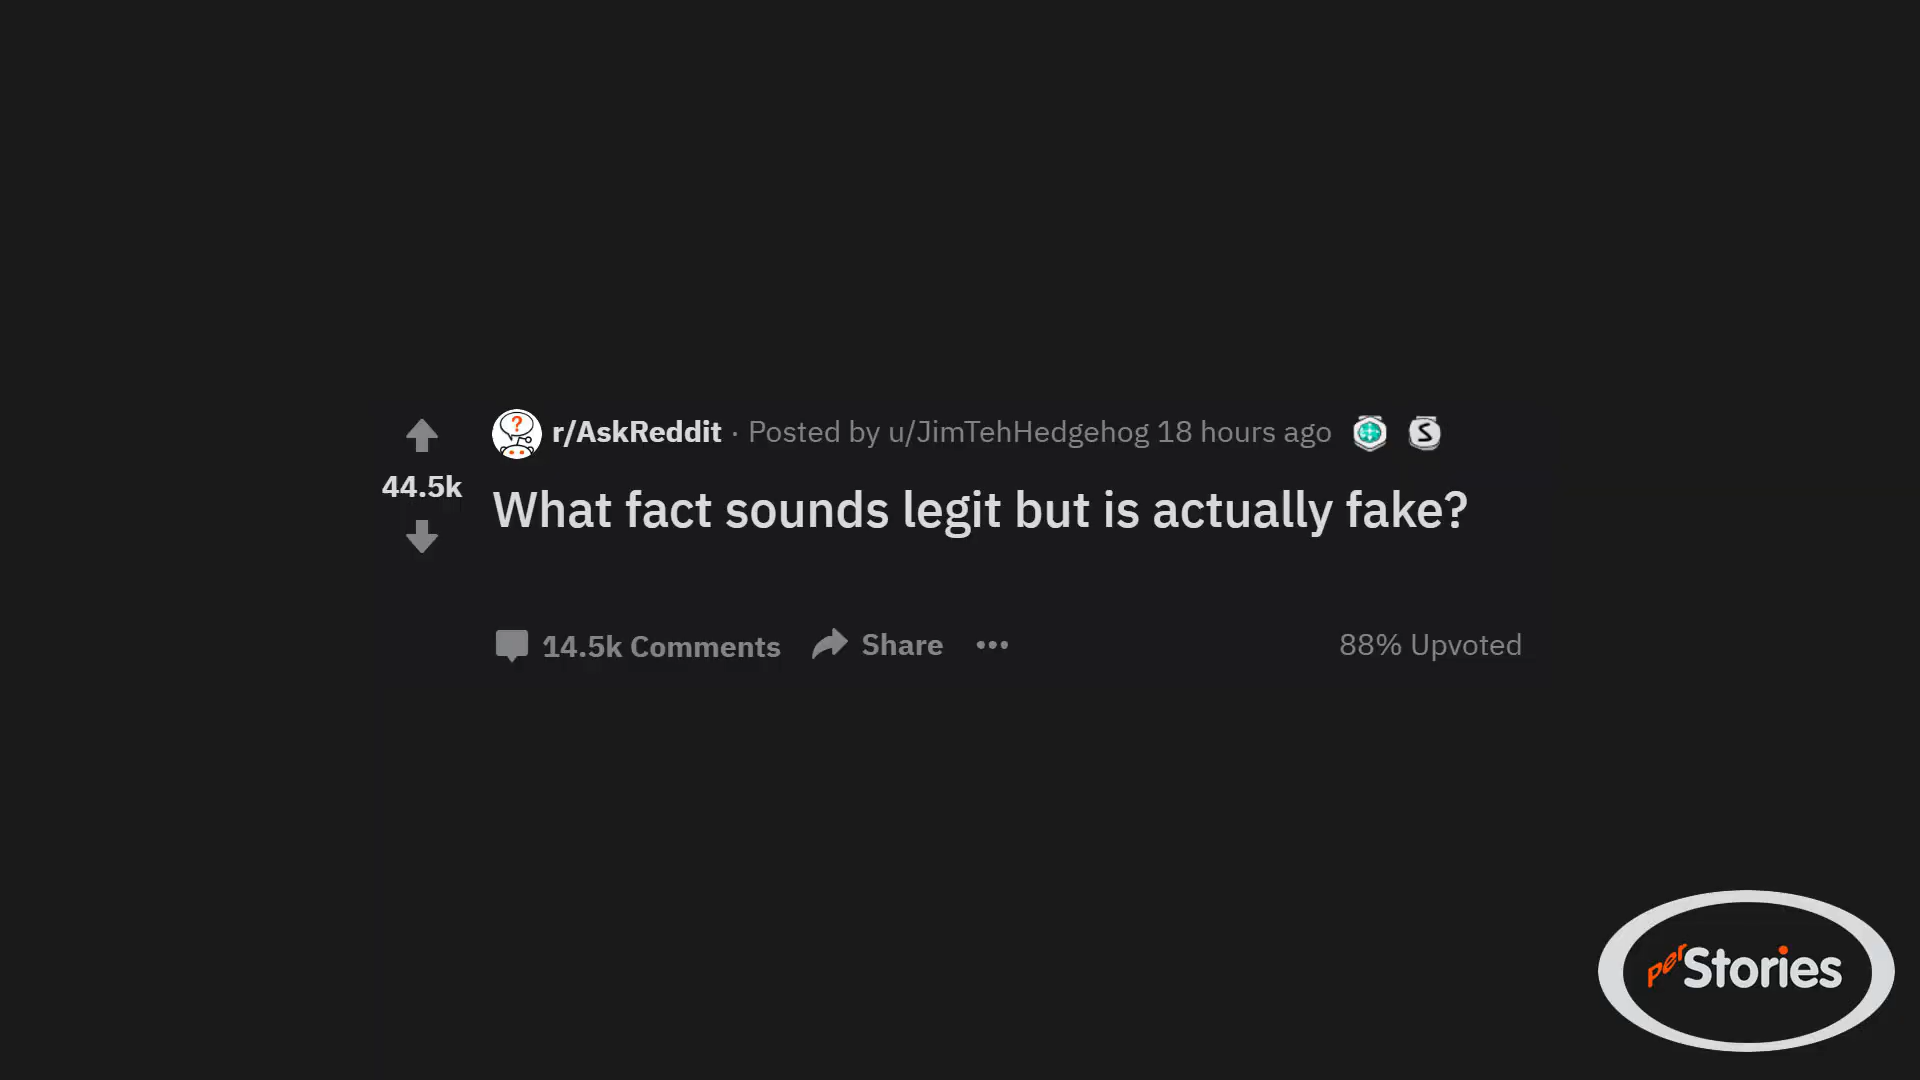 r/AskReddit · Posted by u/JimTehHedgehog 18 hours ago
44.5k
What fact sounds legit but is actually fake?
14.5k Comments Share ••• 88% Upvoted
perStories